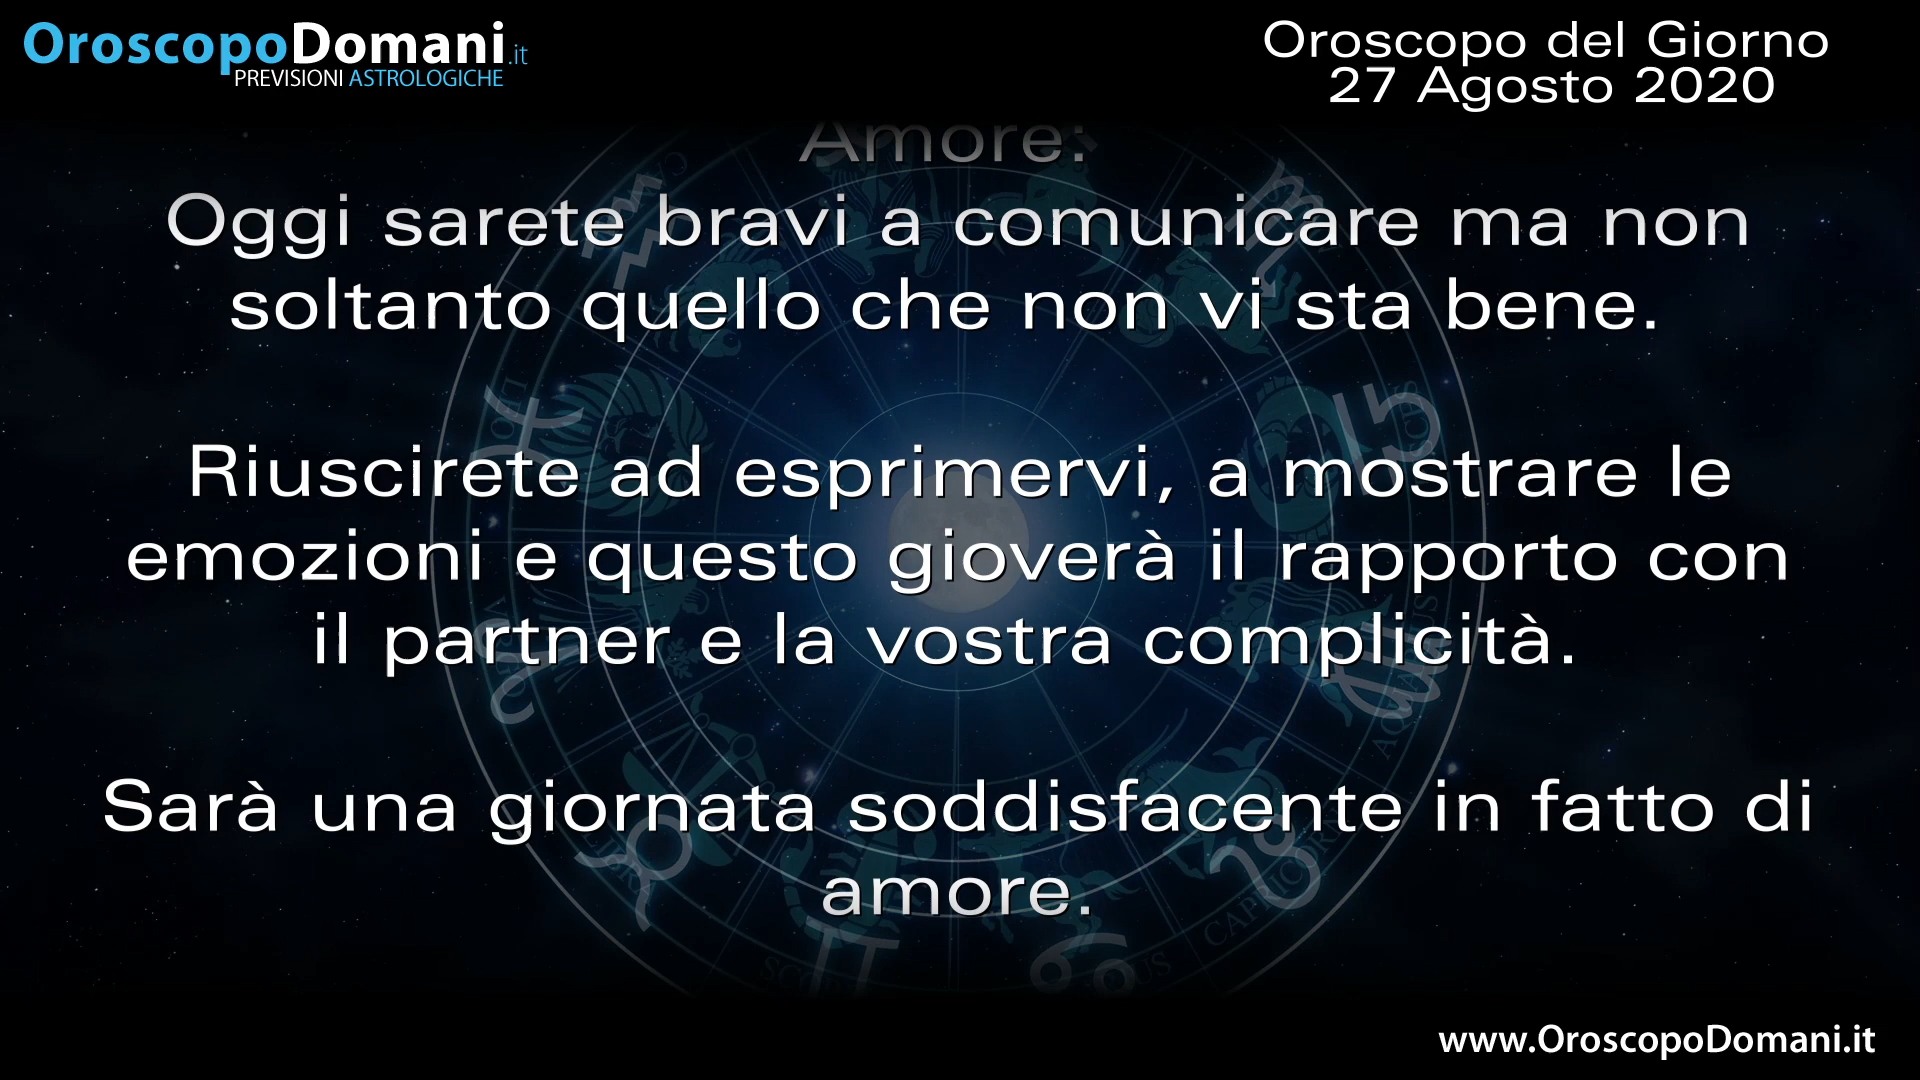 OroscopoDomani.it
PREVISIONI ASTROLOGICHE
Oroscopo del Giorno
27 Agosto 2020
Amore:
Oggi sarete bravi a comunicare ma non
soltanto quello che non vi sta bene.
Riuscirete ad esprimervi, a mostrare le
emozioni e questo gioverà il rapporto con
il partner e la vostra complicità.
Sarà una giornata soddisfacente in fatto di
amore.
LIBRA
www.OroscopoDomani.it